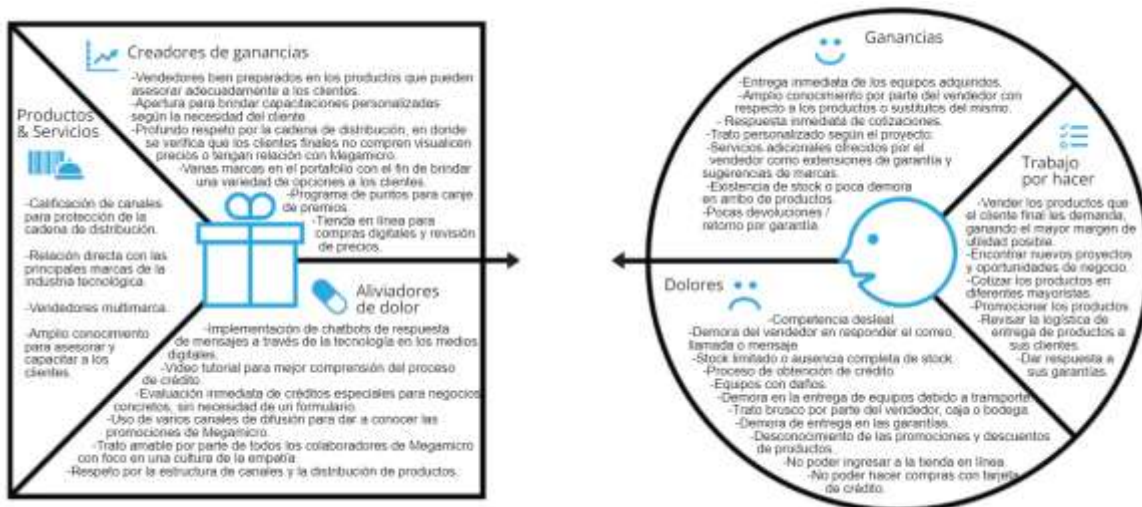 Creadores de ganancias
-Vendedores bien preparados en los productos que pueden
asesorar adecuadamente a los clientes.
-Apertura para brindar capacitaciones personalizadas
según la necesidad del cliente
-Profundo respeto por la cadena de distribución, en donde
se verifica que los clientes finales no compren visualicen
precios o tengan relación con Megamicro.
-Varias marcas en el portafolio con el fin de brindar
una variedad de opciones a los clientes.
-Programa de puntos para canje
de premios.
-Tienda en línea para
compras digitales y revisión
de precios.
Productos
& Servicios
-Calificación de canales
para protección de la
cadena de distribución.
-Relación directa con las
principales marcas de la
industria tecnológica.
-Vendedores multimarca.
-Amplio conocimiento
para asesorar y
capacitar a los
clientes.
Aliviadores
de dolor
-Implementación de chatbots de respuesta
de mensajes a través de la tecnología en los medios
digitales.
-Video tutorial para mejor comprensión del proceso
de crédito
-Evaluación inmediata de créditos especiales para negocios
concretos, sin necesidad de un formulario.
-Uso de varios canales de difusión para dar a conocer las
promociones de Megamicro.
-Trato amable por parte de todos los colaboradores de Megamicro
con foco en una cultura de la empatía.
-Respeto por la estructura de canales y la distribución de productos.
Ganancias
-Entrega inmediata de los equipos adquiridos.
-Amplio conocimiento por parte del vendedor con
respecto a los productos o sustitutos del mismo.
- Respuesta inmediata de cotizaciones.
-Trato personalizado según el proyecto.
-Servicios adicionales ofrecidos por el
vendedor como extensiones de garantía y
sugerencias de marcas.
-Existencia de stock o poca demora
en arribo de productos.
-Pocas devoluciones /
retorno por garantía.
Trabajo
por hacer
-Vender los productos que
el cliente final les demanda,
ganando el mayor margen de
utilidad posible.
-Encontrar nuevos proyectos
y oportunidades de negocio.
-Cotizar los productos en
diferentes mayoristas.
-Promocionar los productos
-Revisar la logística de
entrega de productos a
sus clientes.
-Dar respuesta a
sus garantías.
Dolores
-Competencia desleal
-Demora del vendedor en responder el correo,
llamada o mensaje
-Stock limitado o ausencia completa de stock.
-Proceso de obtención de crédito
-Equipos con daños.
-Demora en la entrega de equipos debido a transporte.
-Trato brusco por parte del vendedor, caja o bodega.
-Demora de entrega en las garantías.
-Desconocimiento de las promociones y descuentos
de productos.
-No poder ingresar a la tienda en línea
-No poder hacer compras con tarjeta
de crédito.